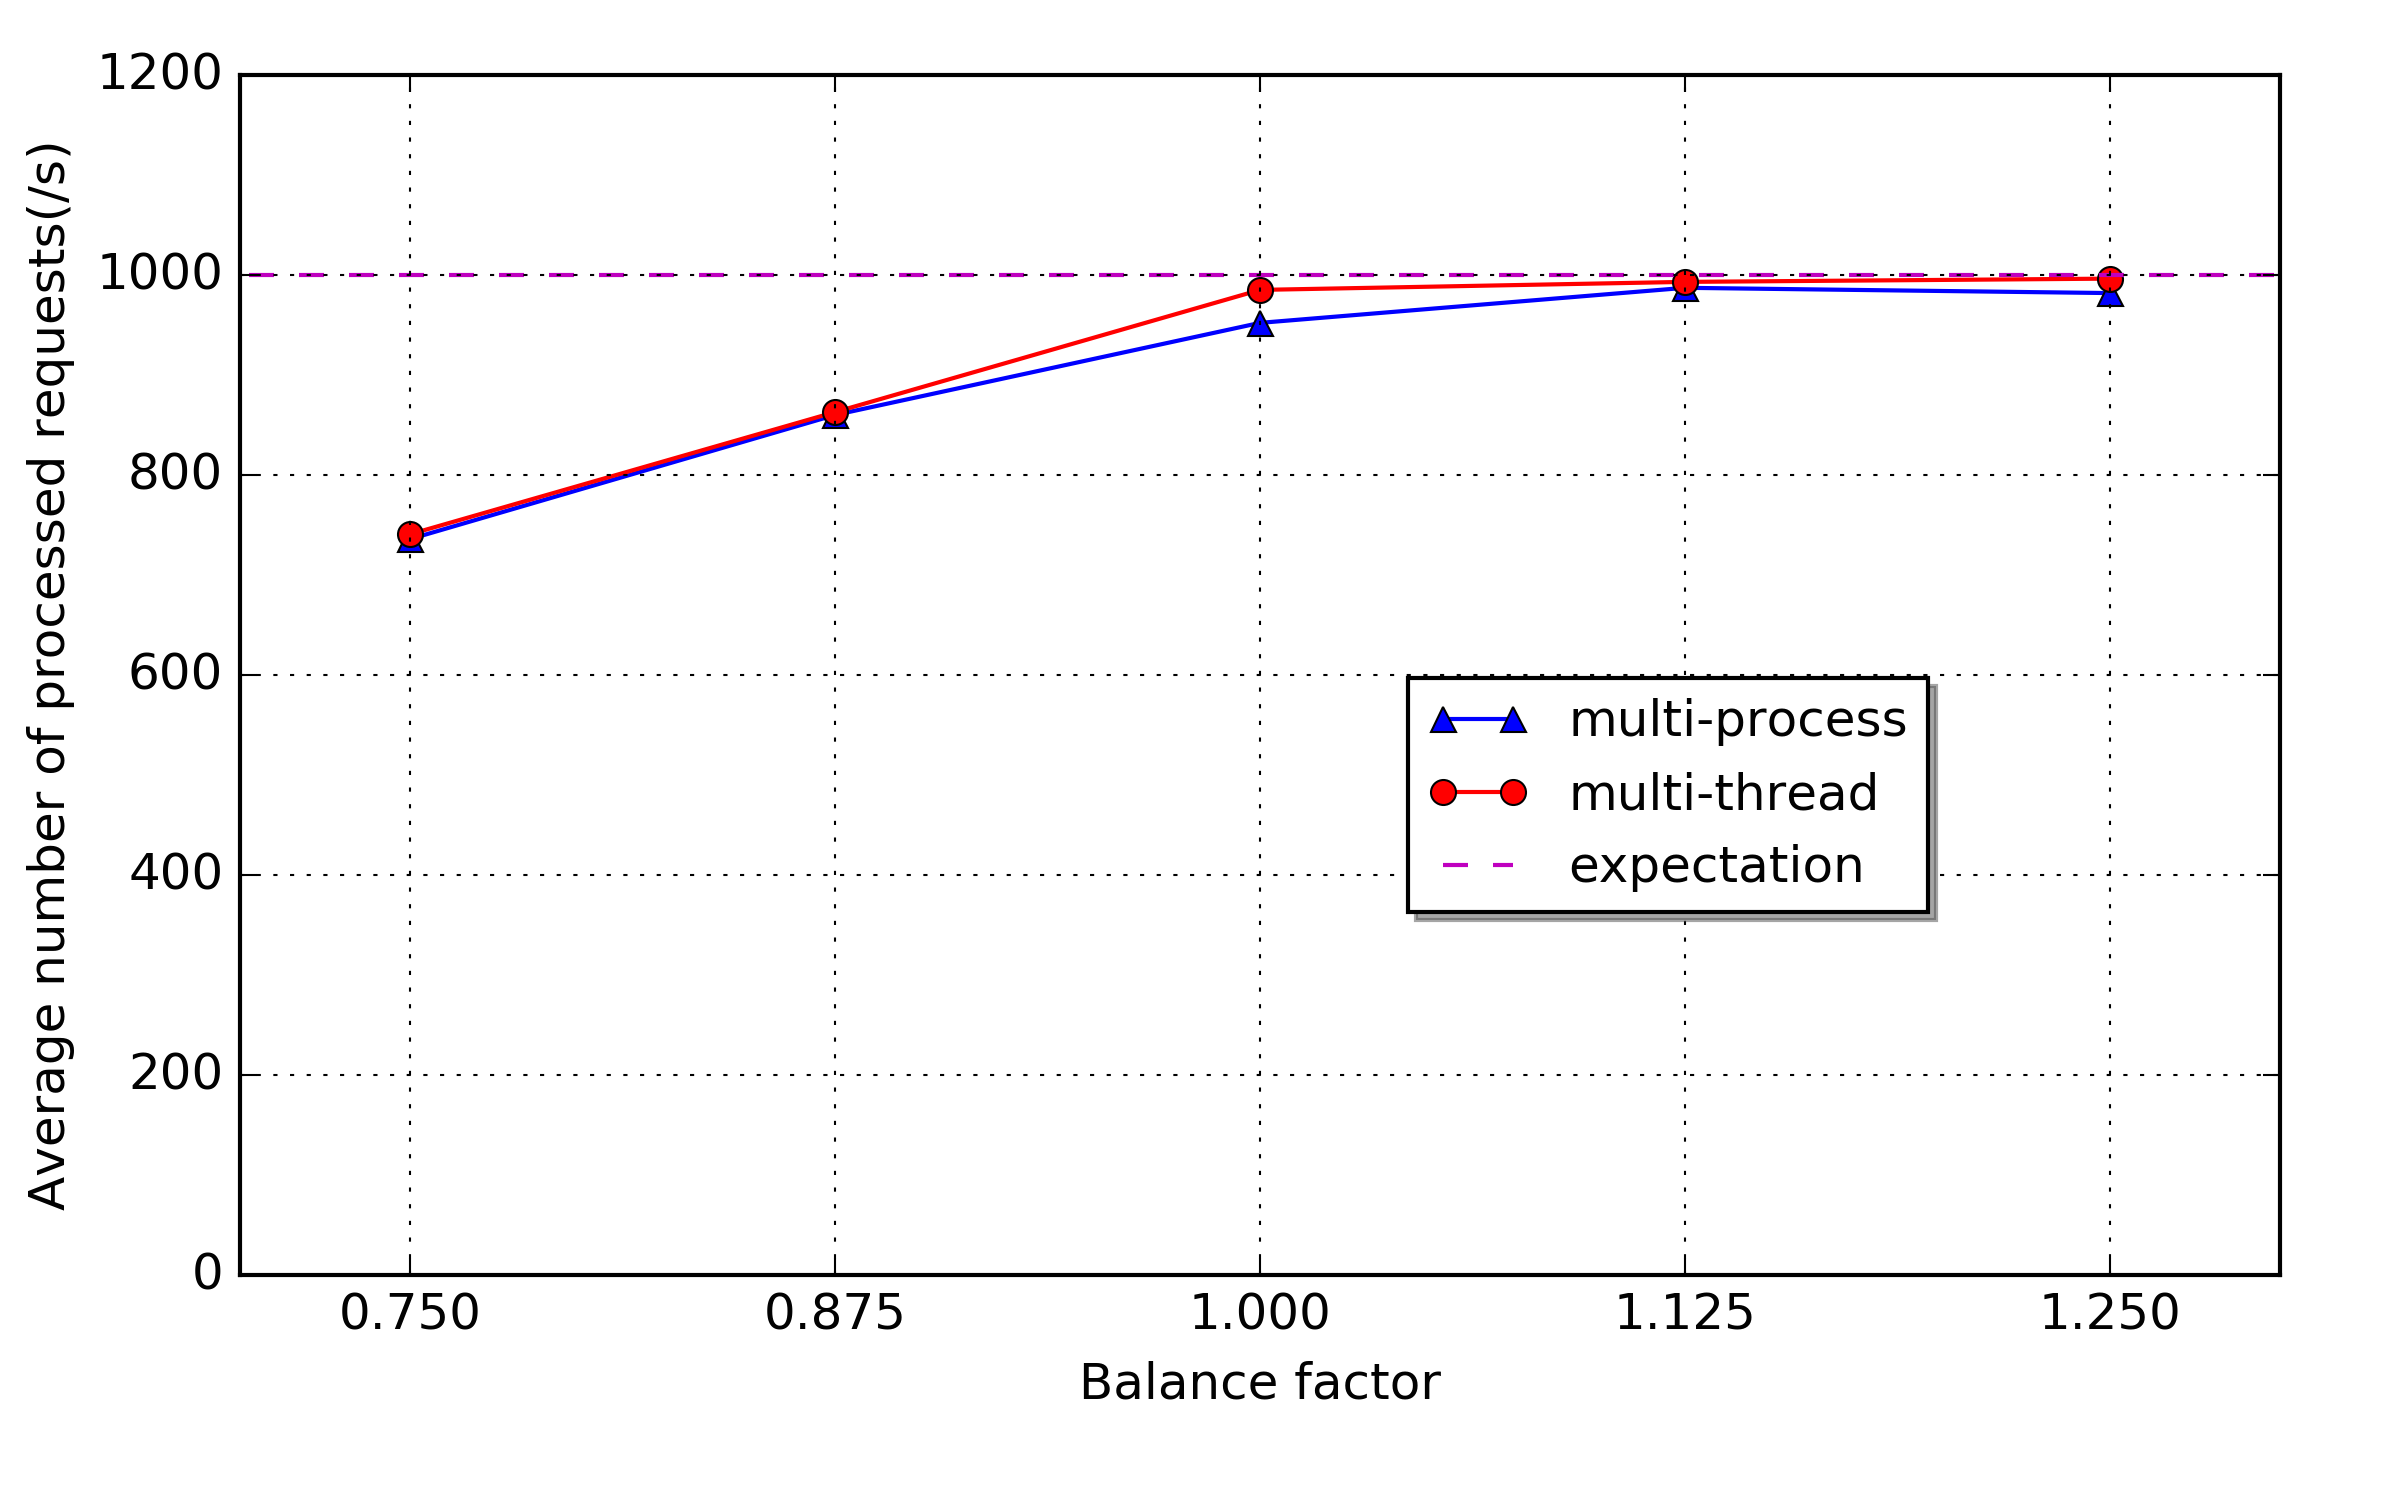 Average number of processed requests(/s)
1200
1000
800
600
400
200
0
multi-process
multi-thread
expectation
0.750
0.875
1.000
1.125
1.250
Balance factor